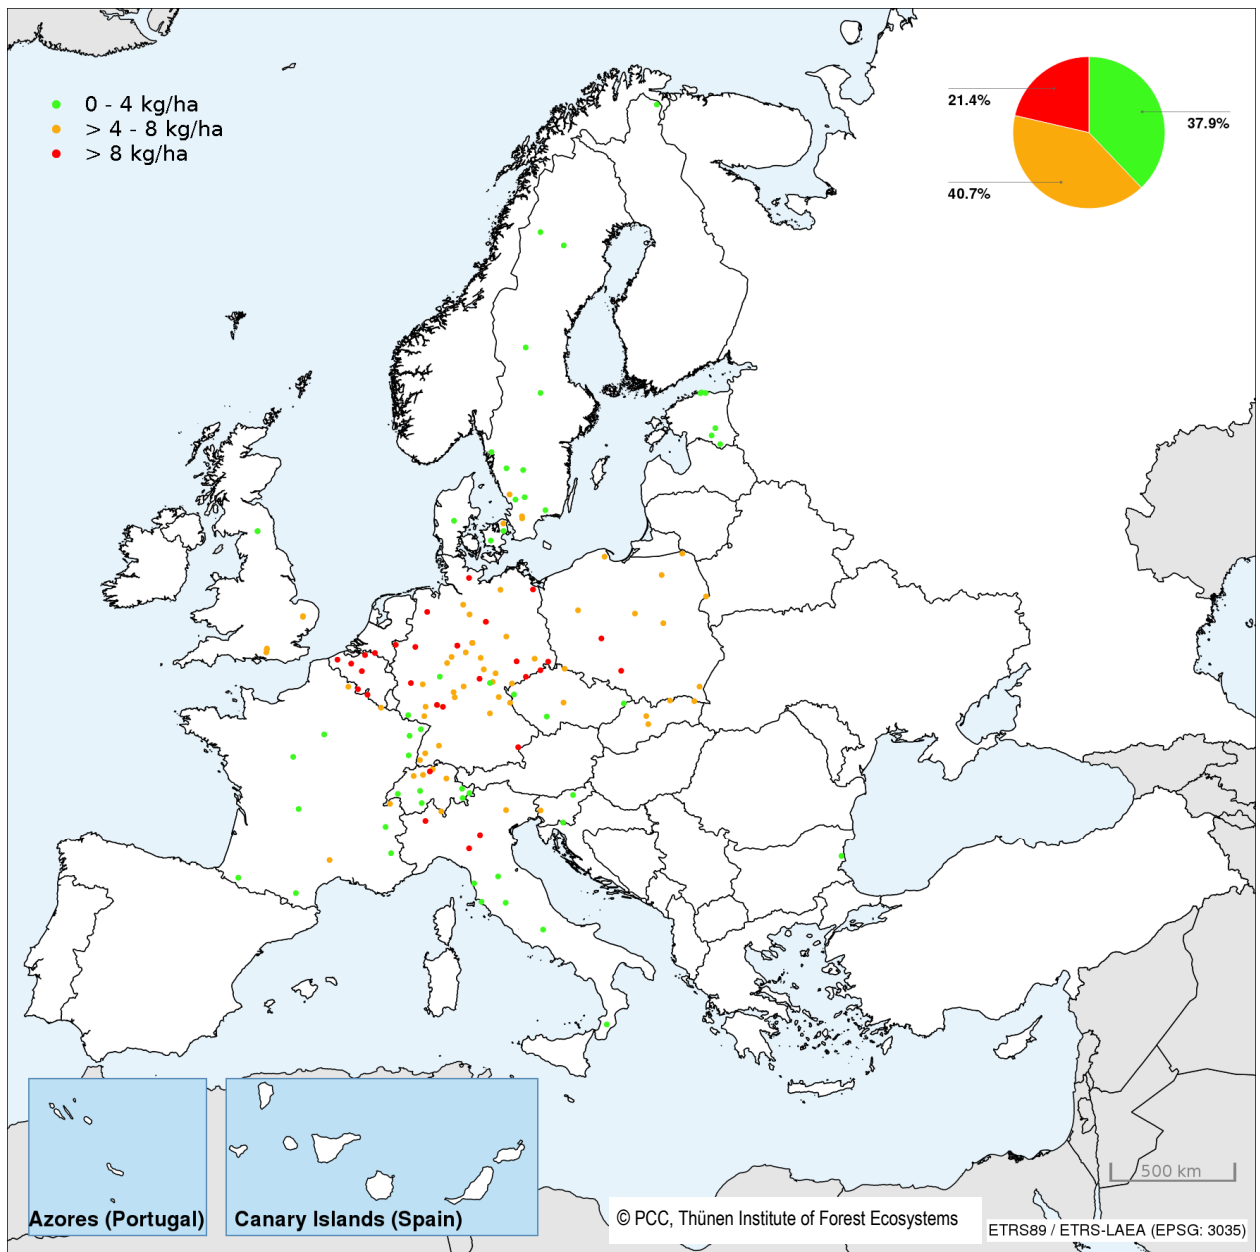 0 - 4 kg/ha
> 4 - 8 kg/ha
> 8 kg/ha
21.4%
37.9%
40.7%
500 km
Azores (Portugal)
Canary Islands (Spain)
© PCC, Thünen Institute of Forest Ecosystems
ETRS89 / ETRS-LAEA (EPSG: 3035)